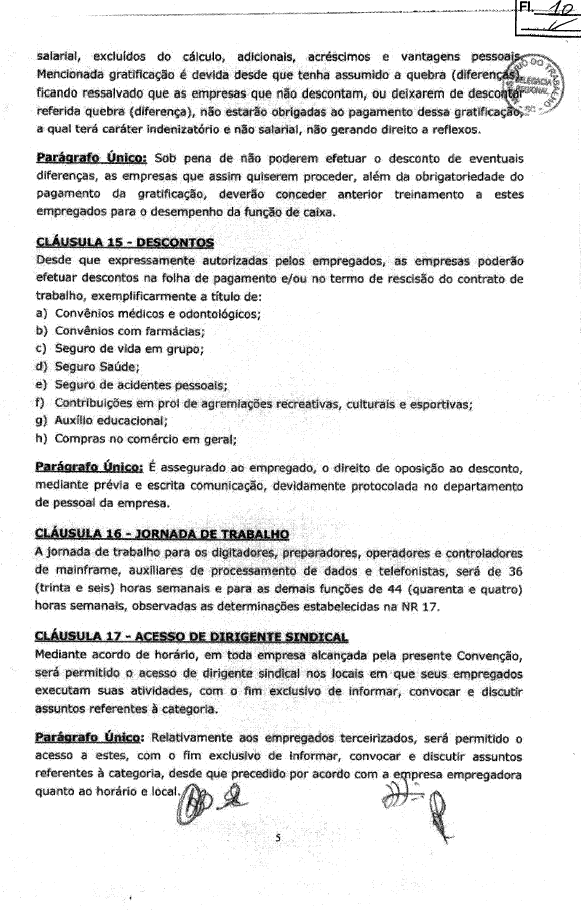 Fl. 10
salarial, excluídos do cálculo, adicionais, acréscimos e vantagens pessoais.
Mencionada gratificação é devida desde que tenha assumido a quebra (diferenças),
ficando ressalvado que as empresas que não descontam, ou deixarem de descontar
referida quebra (diferença), não estarão obrigadas ao pagamento dessa gratificação,
a qual terá caráter indenizatório e não salarial, não gerando direito a reflexos.
DELEGACIA
REGIONAL
Parágrafo Único: Sob pena de não poderem efetuar o desconto de eventuais
diferenças, as empresas que assim quiserem proceder, além da obrigatoriedade do
pagamento da gratificação, deverão conceder anterior treinamento a estes
empregados para o desempenho da função de caixa.
CLÁUSULA 15 - DESCONTOS
Desde que expressamente autorizadas pelos empregados, as empresas poderão
efetuar descontos na folha de pagamento e/ou no termo de rescisão do contrato de
trabalho, exemplificarmente a título de:
a) Convênios médicos e odontológicos;
b) Convênios com farmácias;
c) Seguro de vida em grupo;
d) Seguro Saúde;
e) Seguro de acidentes pessoais;
f) Contribuições em prol de agremiações recreativas, culturais e esportivas;
g) Auxílio educacional;
h) Compras no comércio em geral;
Parágrafo Único: É assegurado ao empregado, o direito de oposição ao desconto,
mediante prévia e escrita comunicação, devidamente protocolada no departamento
de pessoal da empresa.
CLÁUSULA 16 - JORNADA DE TRABALHO
A jornada de trabalho para os digitadores, preparadores, operadores e controladores
de mainframe, auxiliares de processamento de dados e telefonistas, será de 36
(trinta e seis) horas semanais e para as demais funções de 44 (quarenta e quatro)
horas semanais, observadas as determinações estabelecidas na NR 17.
CLÁUSULA 17 - ACESSO DE DIRIGENTE SINDICAL
Mediante acordo de horário, em toda empresa alcançada pela presente Convenção,
será permitido o acesso de dirigente sindical nos locais em que seus empregados
executam suas atividades, com o fim exclusivo de informar, convocar e discutir
assuntos referentes à categoria.
Parágrafo Único: Relativamente aos empregados terceirizados, será permitido o
acesso a estes, com o fim exclusivo de informar, convocar e discutir assuntos
referentes à categoria, desde que precedido por acordo com a empresa empregadora
quanto ao horário e local.
5